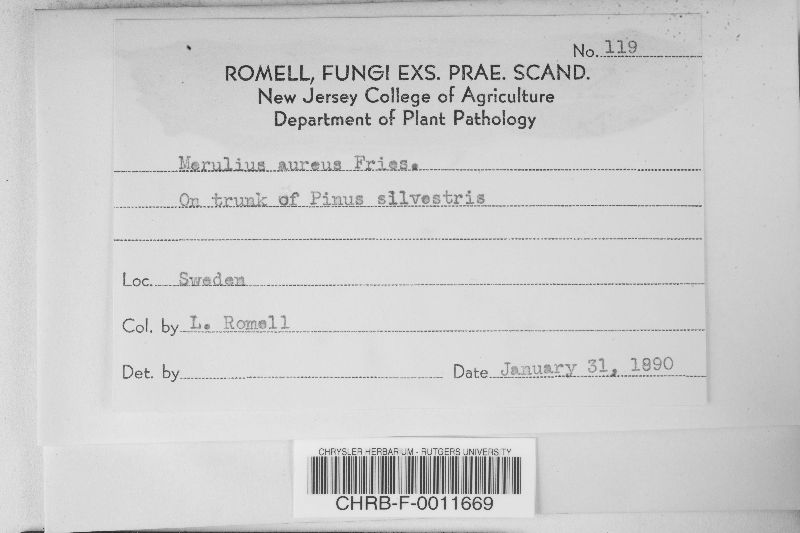 No. 119
ROMELL, FUNGI EXS. PRAE. SCAND.
New Jersey College of Agriculture
Department of Plant Pathology
Merulius aureus Fries.
On trunk of Pinus silvestris
Loc. Sweden
Col. by L. Romell
Det. by Date January 31, 1890
CHRYSLER HERBARIUM - RUTGERS UNIVERSITY
CHRB-F-0011669